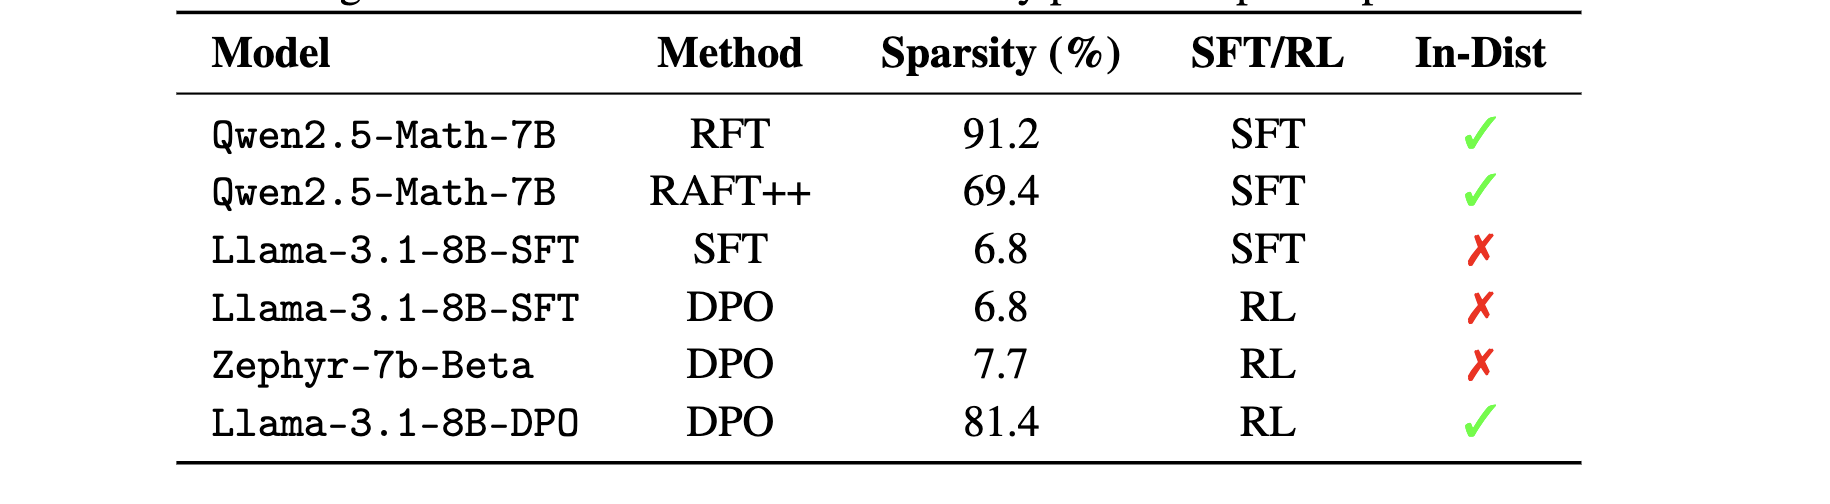 Model Method Sparsity (%) SFT/RL In-Dist
Qwen2.5-Math-7B RFT 91.2 SFT ✓
Qwen2.5-Math-7B RAFT++ 69.4 SFT ✓
Llama-3.1-8B-SFT SFT 6.8 SFT ✗
Llama-3.1-8B-SFT DPO 6.8 RL ✗
Zephyr-7b-Beta DPO 7.7 RL ✗
Llama-3.1-8B-DPO DPO 81.4 RL ✓